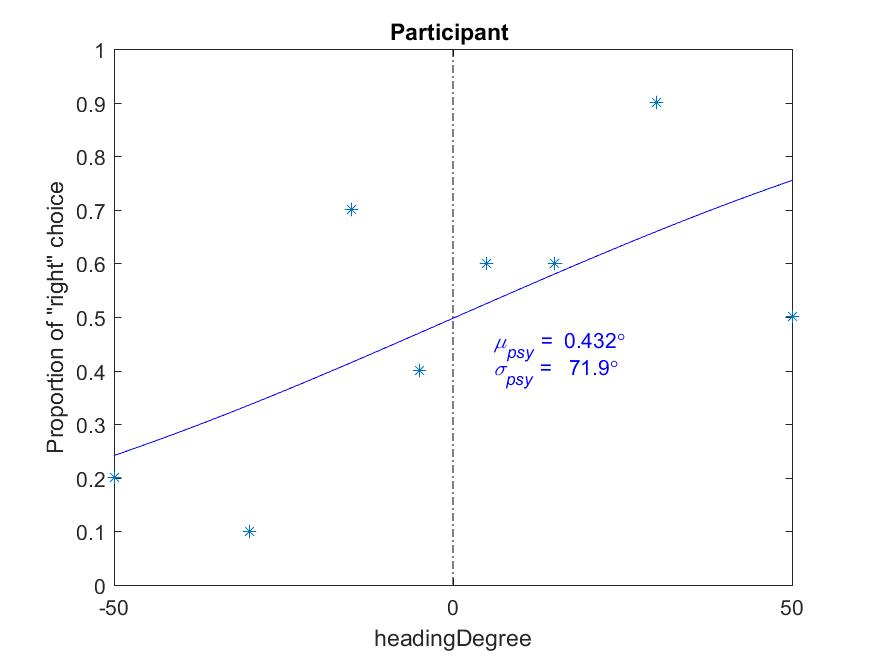 Participant
1
0.9
0.8
0.7
0.6
0.5
0.4
0.3
0.2
0.1
0
Proportion of "right" choice
μpsy = 0.432°
σpsy = 71.9°
-50 0 50
headingDegree